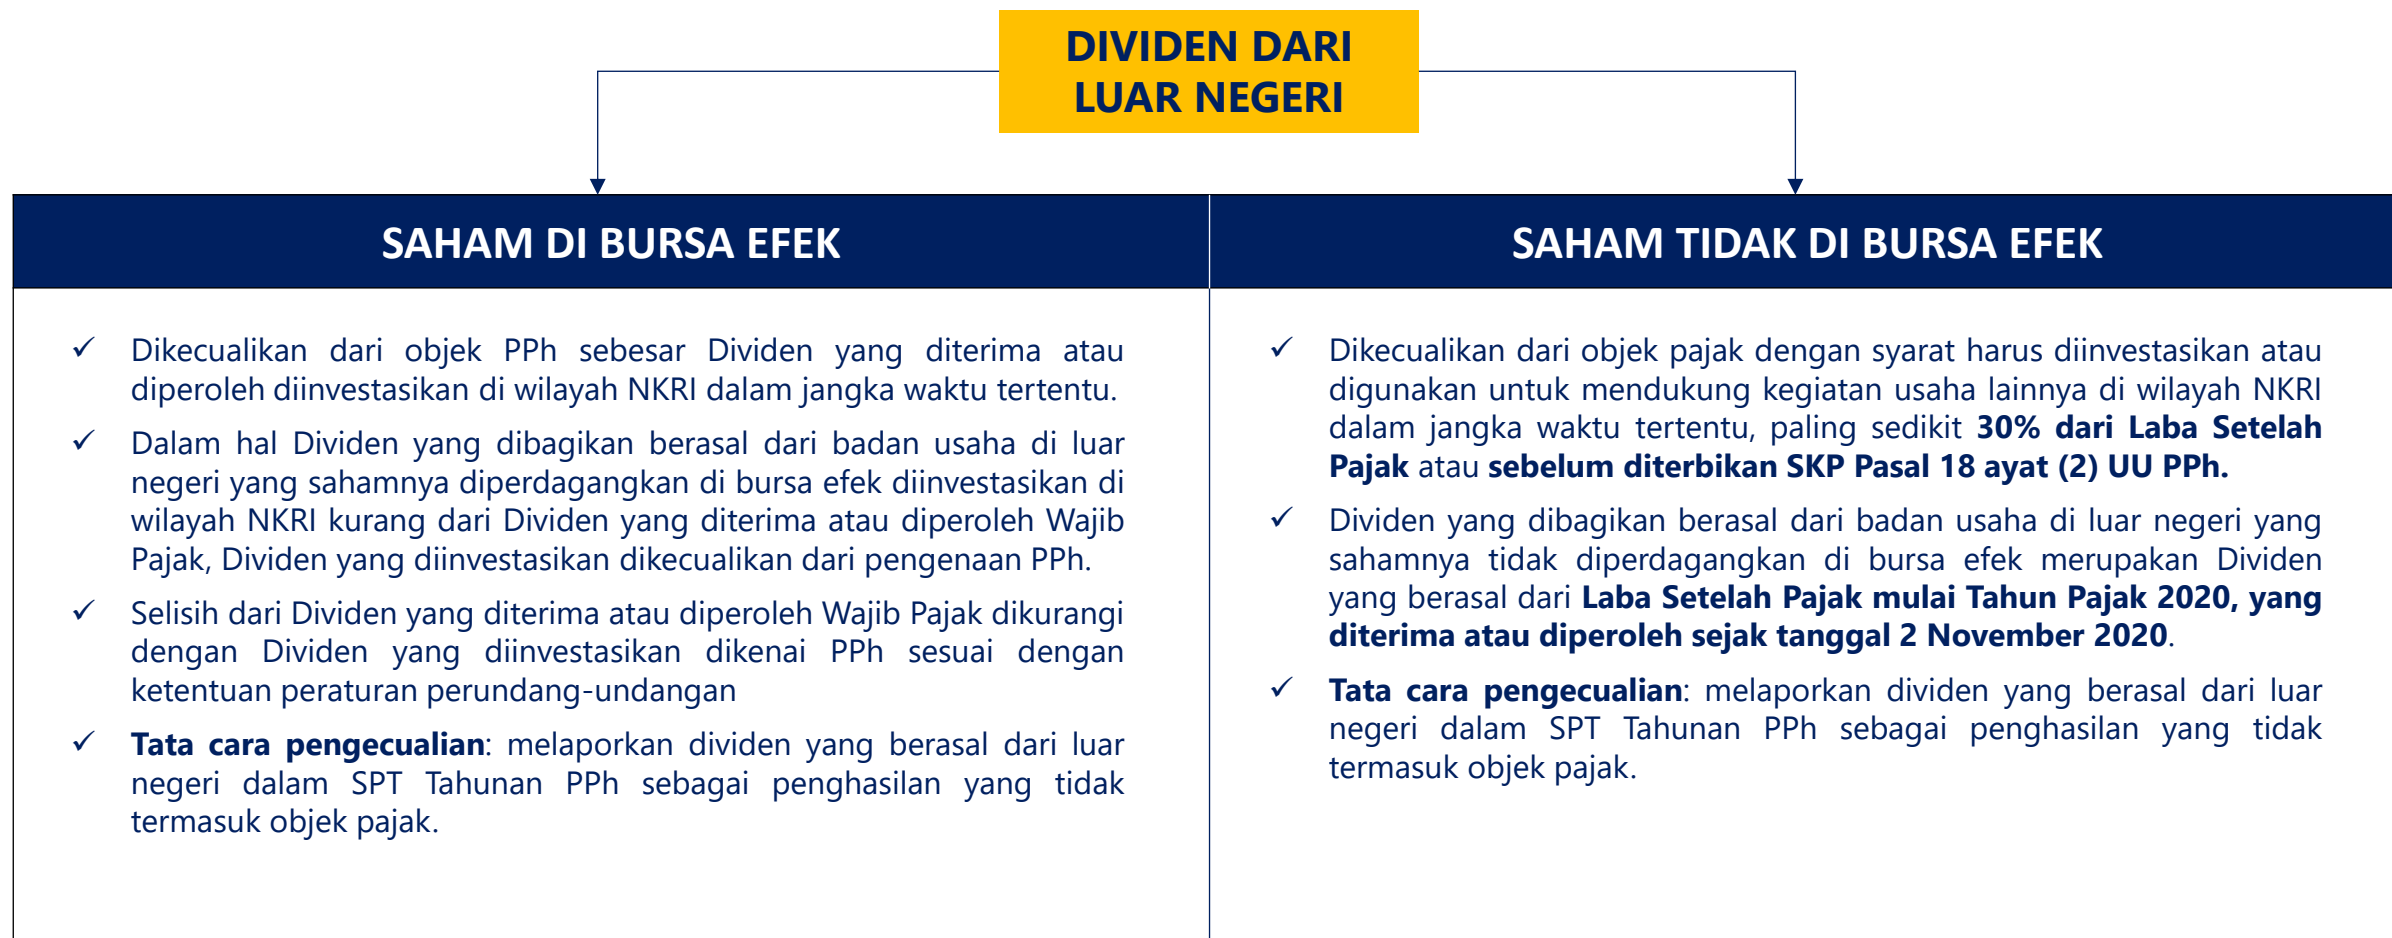 DIVIDEN DARI
LUAR NEGERI
SAHAM DI BURSA EFEK
✓ Dikecualikan dari objek PPh sebesar Dividen yang diterima atau
diperoleh diinvestasikan di wilayah NKRI dalam jangka waktu tertentu.
✓ Dalam hal Dividen yang dibagikan berasal dari badan usaha di luar
negeri yang sahamnya diperdagangkan di bursa efek diinvestasikan di
wilayah NKRI kurang dari Dividen yang diterima atau diperoleh Wajib
Pajak, Dividen yang diinvestasikan dikecualikan dari pengenaan PPh.
✓ Selisih dari Dividen yang diterima atau diperoleh Wajib Pajak dikurangi
dengan Dividen yang diinvestasikan dikenai PPh sesuai dengan
ketentuan peraturan perundang-undangan
✓ Tata cara pengecualian: melaporkan dividen yang berasal dari luar
negeri dalam SPT Tahunan PPh sebagai penghasilan yang tidak
termasuk objek pajak.
SAHAM TIDAK DI BURSA EFEK
✓ Dikecualikan dari objek pajak dengan syarat harus diinvestasikan atau
digunakan untuk mendukung kegiatan usaha lainnya di wilayah NKRI
dalam jangka waktu tertentu, paling sedikit 30% dari Laba Setelah
Pajak atau sebelum diterbikan SKP Pasal 18 ayat (2) UU PPh.
✓ Dividen yang dibagikan berasal dari badan usaha di luar negeri yang
sahamnya tidak diperdagangkan di bursa efek merupakan Dividen
yang berasal dari Laba Setelah Pajak mulai Tahun Pajak 2020, yang
diterima atau diperoleh sejak tanggal 2 November 2020.
✓ Tata cara pengecualian: melaporkan dividen yang berasal dari luar
negeri dalam SPT Tahunan PPh sebagai penghasilan yang tidak
termasuk objek pajak.